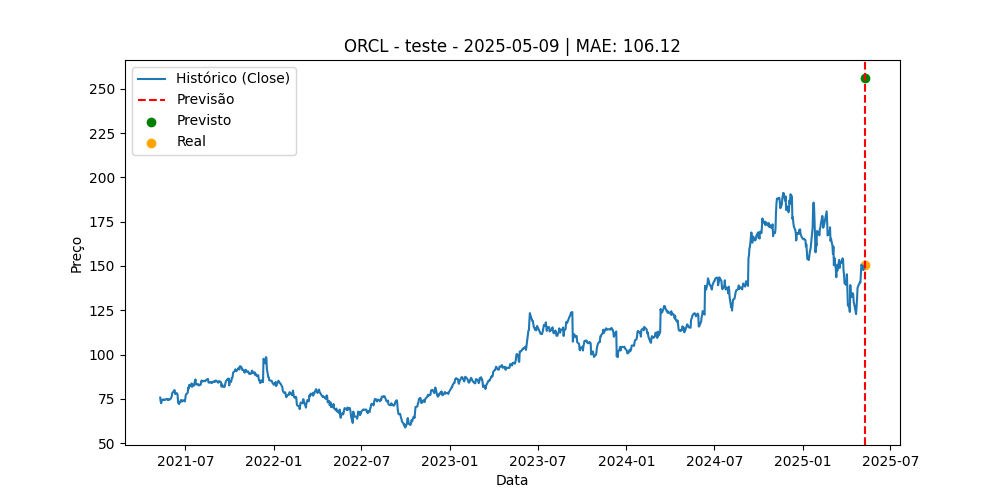 ORCL - teste - 2025-05-09 | MAE: 106.12
Histórico (Close)
Previsão
Previsto
Real
250
225
200
175
150
125
100
75
50
Preço
2021-07 2022-01 2022-07 2023-01 2023-07 2024-01 2024-07 2025-01 2025-07
Data